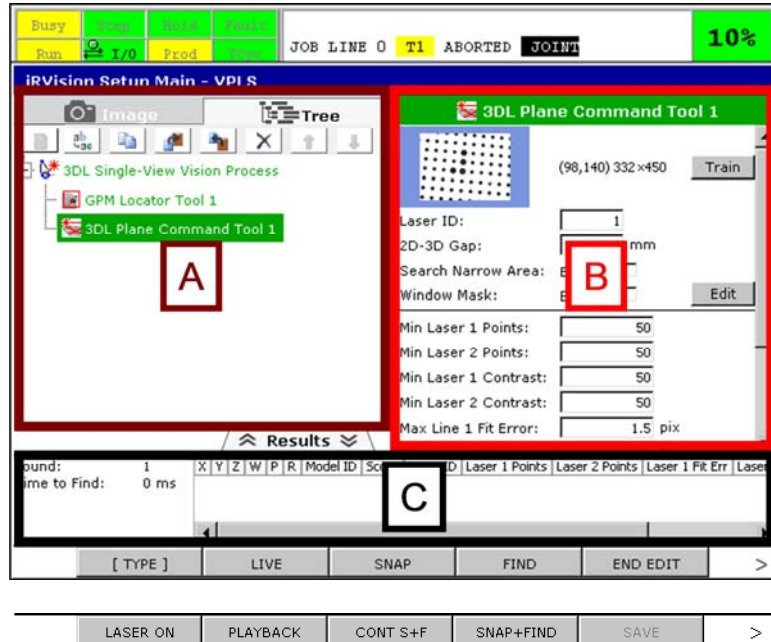 Busy Step Hold Fault
Run I/O Prod TCyc
JOB LINE 0 T1 ABORTED JOINT
10%
iRVision Setup Main - VPLS
Image
Tree
3DL Single-View Vision Process
GPM Locator Tool 1
3DL Plane Command Tool 1
A
3DL Plane Command Tool 1
(98,140) 332×450 Train
Laser ID: 1
2D-3D Gap: mm
Search Narrow Area:
Window Mask: Edit
B
Min Laser 1 Points: 50
Min Laser 2 Points: 50
Min Laser 1 Contrast: 50
Min Laser 2 Contrast: 50
Max Line 1 Fit Error: 1.5 pix
Results
ound: 1
ime to Find: 0 ms
X Y Z W P R Model ID Sco D Laser 1 Points Laser 2 Points Laser 1 Fit Err Laser
C
[ TYPE ] LIVE SNAP FIND END EDIT >
LASER ON PLAYBACK CONT S+F SNAP+FIND SAVE >